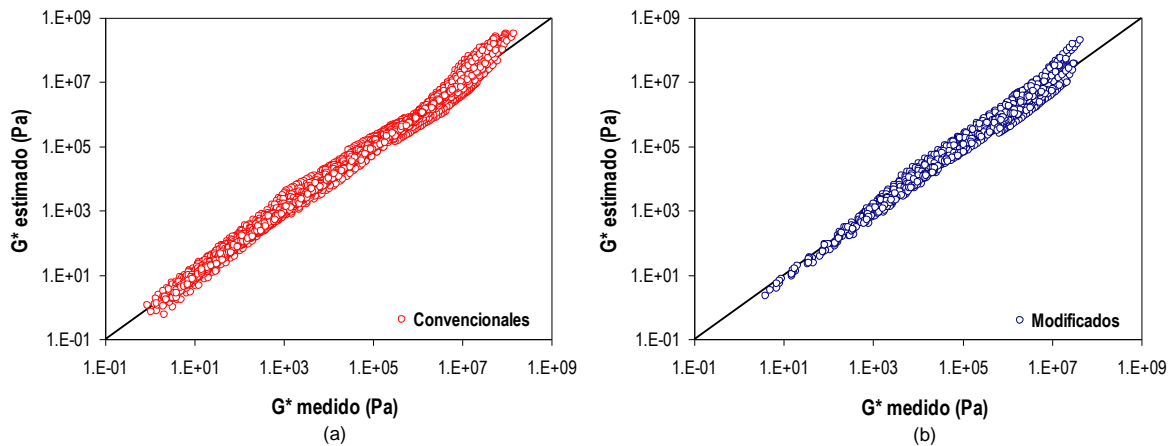 1.E+09
1.E+07
1.E+05
1.E+03
1.E+01
1.E-01
G* estimado (Pa)
Convencionales
1.E-01 1.E+01 1.E+03 1.E+05 1.E+07 1.E+09
G* medido (Pa)
(a)
1.E+09
1.E+07
1.E+05
1.E+03
1.E+01
1.E-01
G* estimado (Pa)
Modificados
1.E-01 1.E+01 1.E+03 1.E+05 1.E+07 1.E+09
G* medido (Pa)
(b)